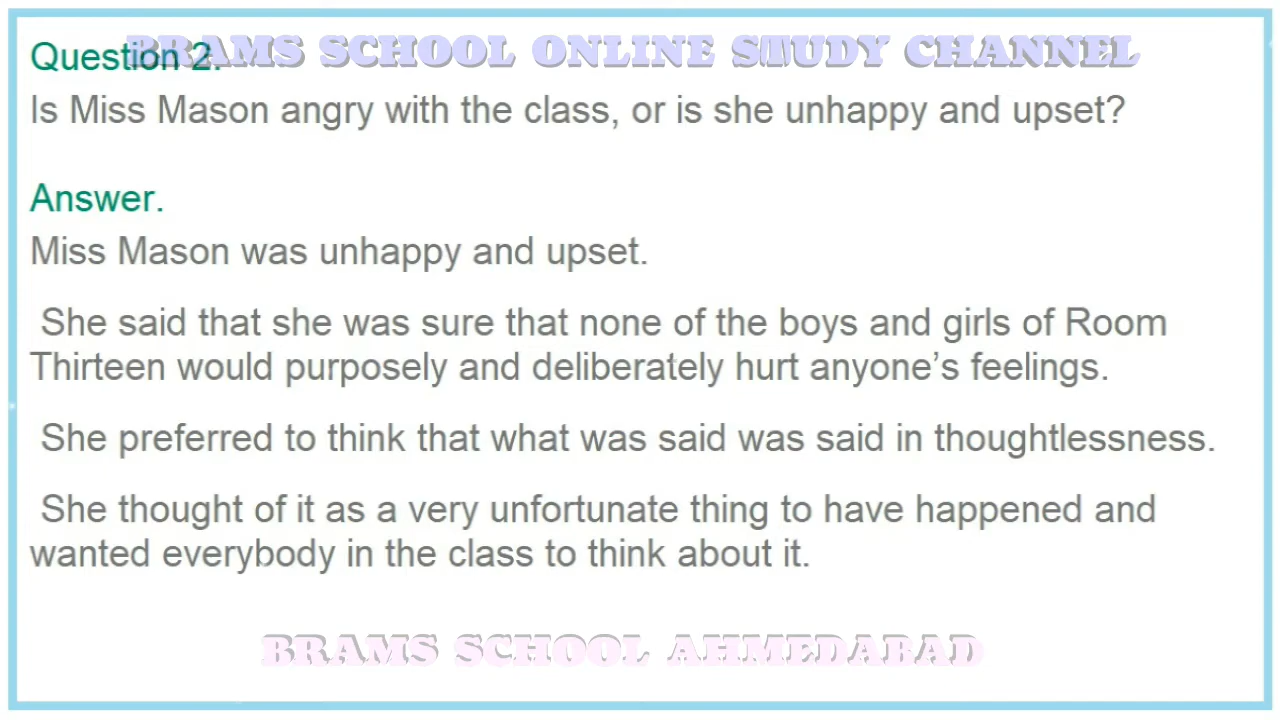 BRAMS SCHOOL ONLINE STUDY CHANNEL
Question 2.
Is Miss Mason angry with the class, or is she unhappy and upset?
Answer.
Miss Mason was unhappy and upset.
She said that she was sure that none of the boys and girls of Room
Thirteen would purposely and deliberately hurt anyone’s feelings.
She preferred to think that what was said was said in thoughtlessness.
She thought of it as a very unfortunate thing to have happened and
wanted everybody in the class to think about it.
BRAMS SCHOOL AHMEDABAD